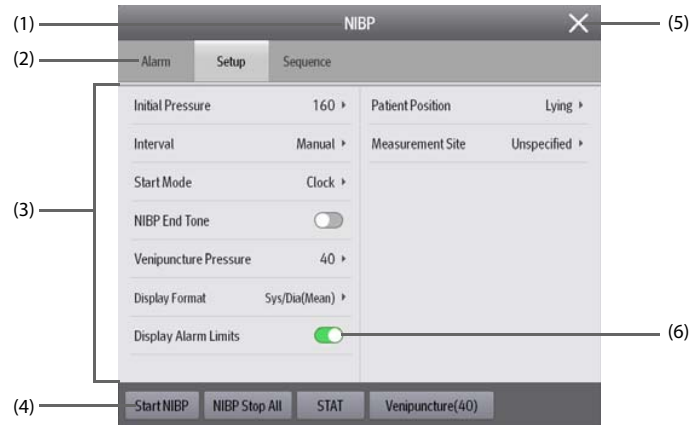 (1) NIBP (5)
(2) Alarm Setup Sequence
Initial Pressure 160 Patient Position Lying
Interval Manual Measurement Site Unspecified
Start Mode Clock
(3)
NIBP End Tone
Venipuncture Pressure 40
Display Format Sys/Dia(Mean)
Display Alarm Limits (6)
(4) Start NIBP NIBP Stop All STAT Venipuncture(40)